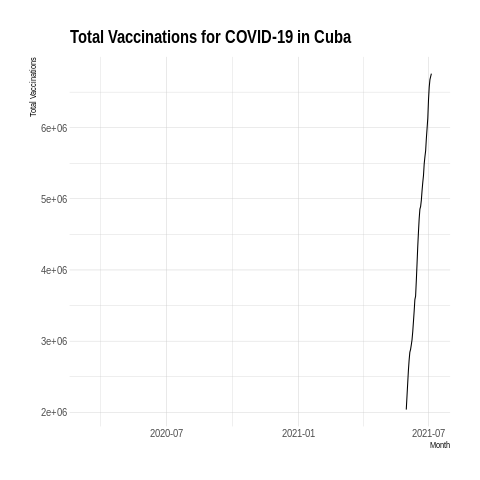 Total Vaccinations for COVID-19 in Cuba
Total Vaccinations
6e+06
5e+06
4e+06
3e+06
2e+06
2020-07 2021-01 2021-07
Month